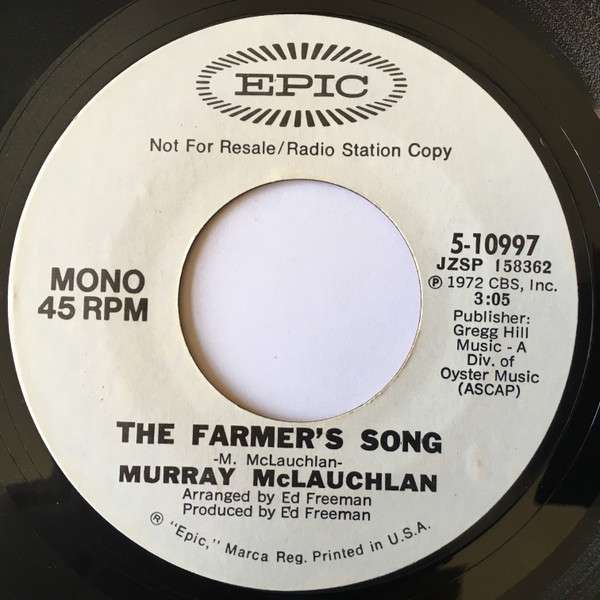 EPIC
Not For Resale/Radio Station Copy
MONO
45 RPM
5-10997
JZSP 158362
℗ 1972 CBS, Inc.
3:05
Publisher:
Gregg Hill
Music - A
Div. of
Oyster Music
(ASCAP)
THE FARMER'S SONG
-M. McLauchlan-
MURRAY McLAUCHLAN
Arranged by Ed Freeman
Produced by Ed Freeman
® "Epic," Marca Reg. Printed in U.S.A.